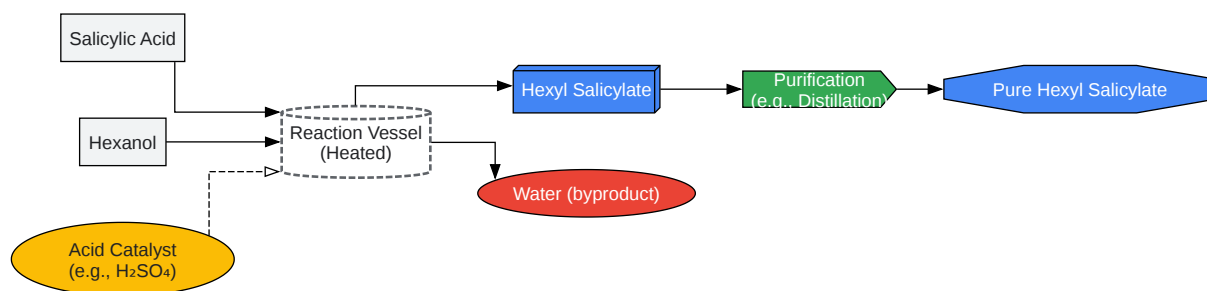 Salicylic Acid
Hexanol
Acid Catalyst
(e.g., H₂SO₄)
Reaction Vessel
(Heated)
Hexyl Salicylate
Water (byproduct)
Purification
(e.g., Distillation)
Pure Hexyl Salicylate